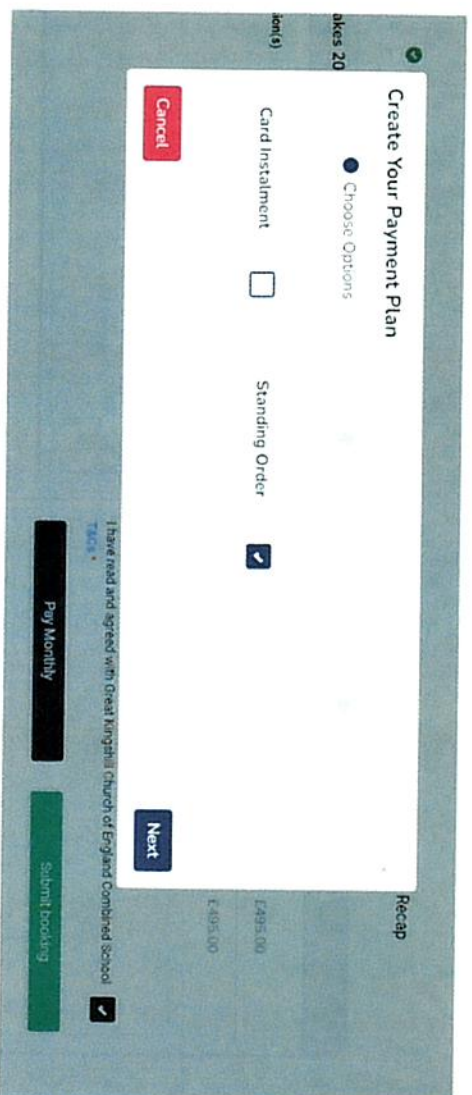 akes 20
Recap
ion(s)
£495.00
£495.00
Create Your Payment Plan
Choose Options
Card Instalment
Standing Order
Cancel
Next
I have read and agreed with Great Kingshill Church of England Combined School
T&Cs *
Pay Monthly
Submit booking